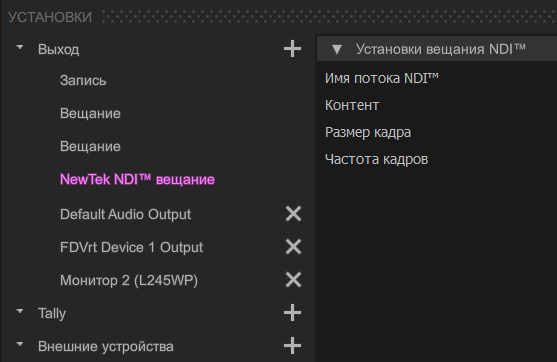 УСТАНОВКИ
Выход
Запись
Вещание
Вещание
NewTek NDI™ вещание
Default Audio Output
FDVrt Device 1 Output
Монитор 2 (L245WP)
Tally
Внешние устройства
Установки вещания NDI™
Имя потока NDI™
Контент
Размер кадра
Частота кадров